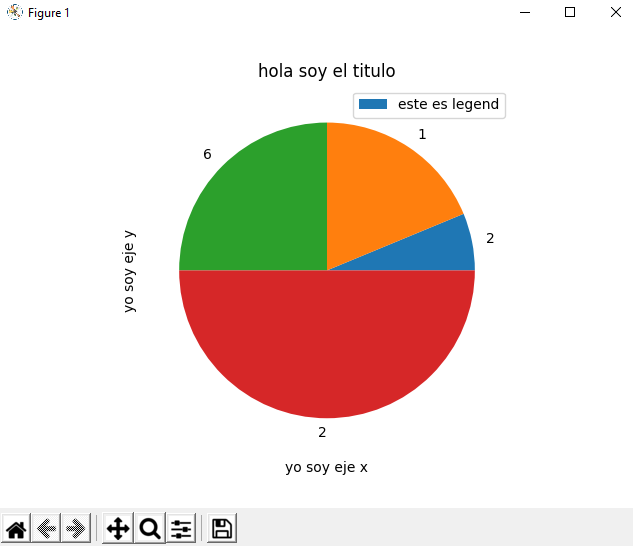 Figure 1
hola soy el titulo
este es legend
1
6
2
yo soy eje y
2
yo soy eje x